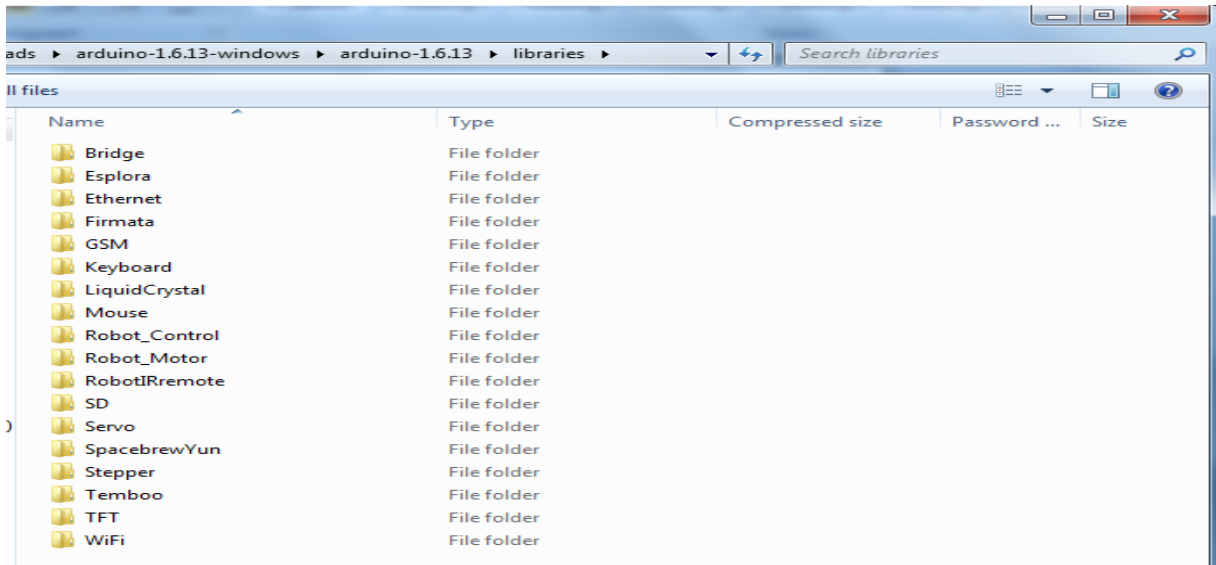 ads ▸ arduino-1.6.13-windows ▸ arduino-1.6.13 ▸ libraries ▸ Search libraries
ll files
Name Type Compressed size Password ... Size
Bridge File folder
Esplora File folder
Ethernet File folder
Firmata File folder
GSM File folder
Keyboard File folder
LiquidCrystal File folder
Mouse File folder
Robot_Control File folder
Robot_Motor File folder
RobotIRremote File folder
SD File folder
) Servo File folder
SpacebrewYun File folder
Stepper File folder
Temboo File folder
TFT File folder
WiFi File folder